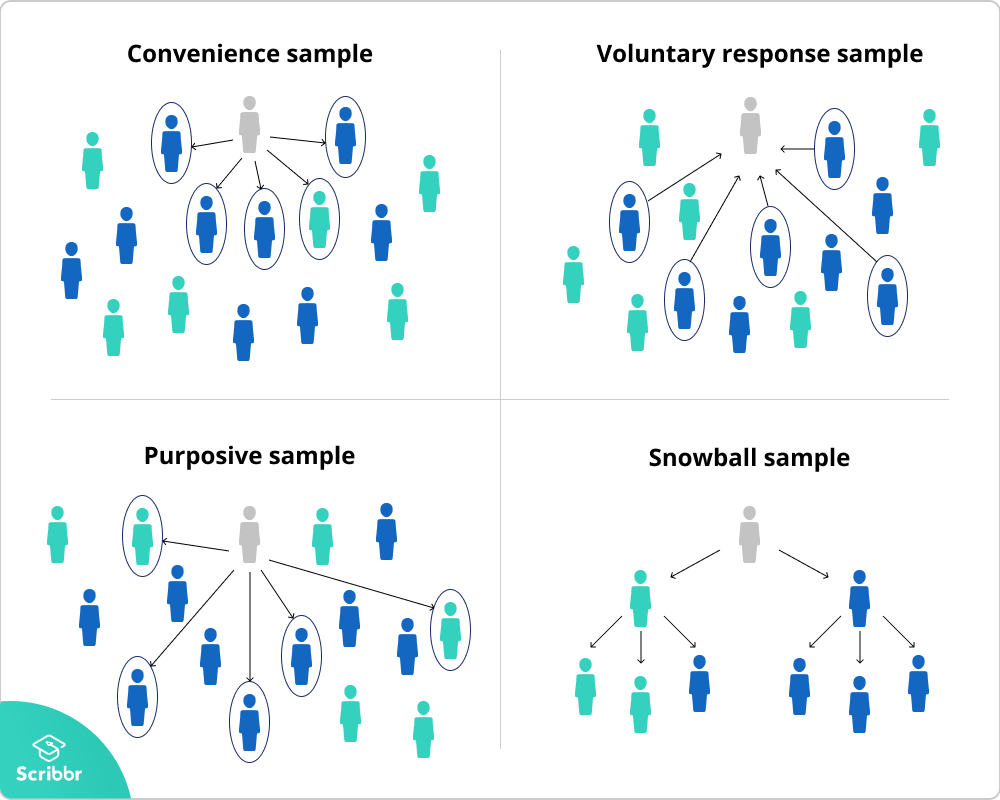 Convenience sample
Voluntary response sample
Purposive sample
Snowball sample
Scribbr